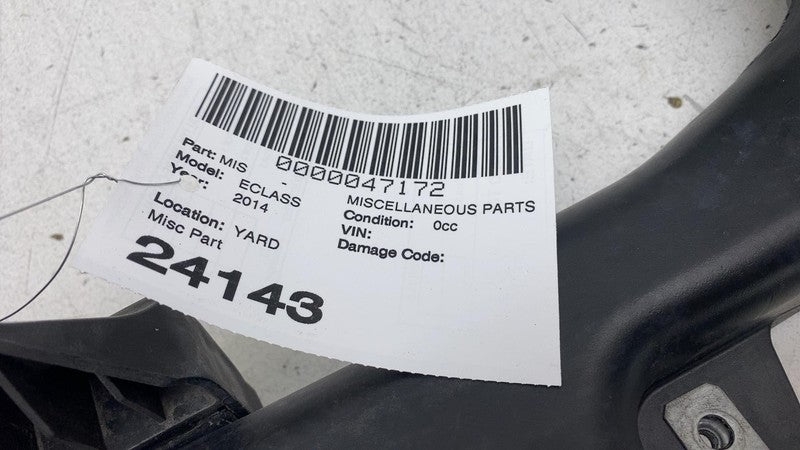 0000047172
Part: MIS - MISCELLANEOUS PARTS
Model: ECLASS Condition: 0cc
Year: 2014 VIN:
Damage Code:
Location: YARD
Misc Part
24143